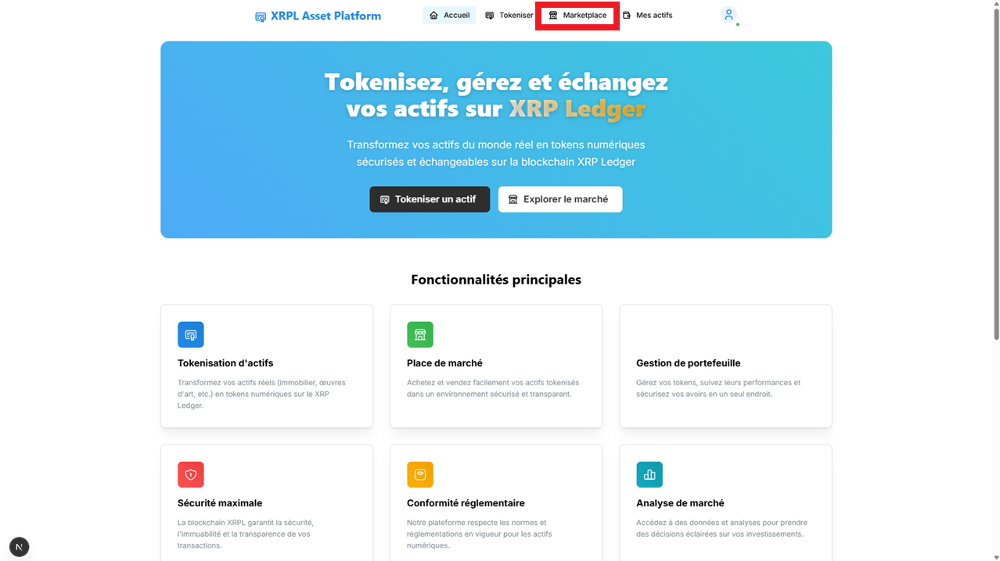 XRPL Asset Platform
Accueil
Tokeniser
Marketplace
Mes actifs
Tokenisez, gérez et échangez
vos actifs sur XRP Ledger
Transformez vos actifs du monde réel en tokens numériques
sécurisés et échangeables sur la blockchain XRP Ledger
Tokeniser un actif
Explorer le marché
Fonctionnalités principales
Tokenisation d'actifs
Transformez vos actifs réels (immobilier, œuvres
d'art, etc.) en tokens numériques sur le XRP
Ledger.
Place de marché
Achetez et vendez facilement vos actifs tokenisés
dans un environnement sécurisé et transparent.
Gestion de portefeuille
Gérez vos tokens, suivez leurs performances et
sécurisez vos avoirs en un seul endroit.
Sécurité maximale
La blockchain XRPL garantit la sécurité,
l'immuabilité et la transparence de vos
transactions.
Conformité réglementaire
Notre plateforme respecte les normes et
réglementations en vigueur pour les actifs
numériques.
Analyse de marché
Accédez à des données et analyses pour prendre
des décisions éclairées sur vos investissements.
N